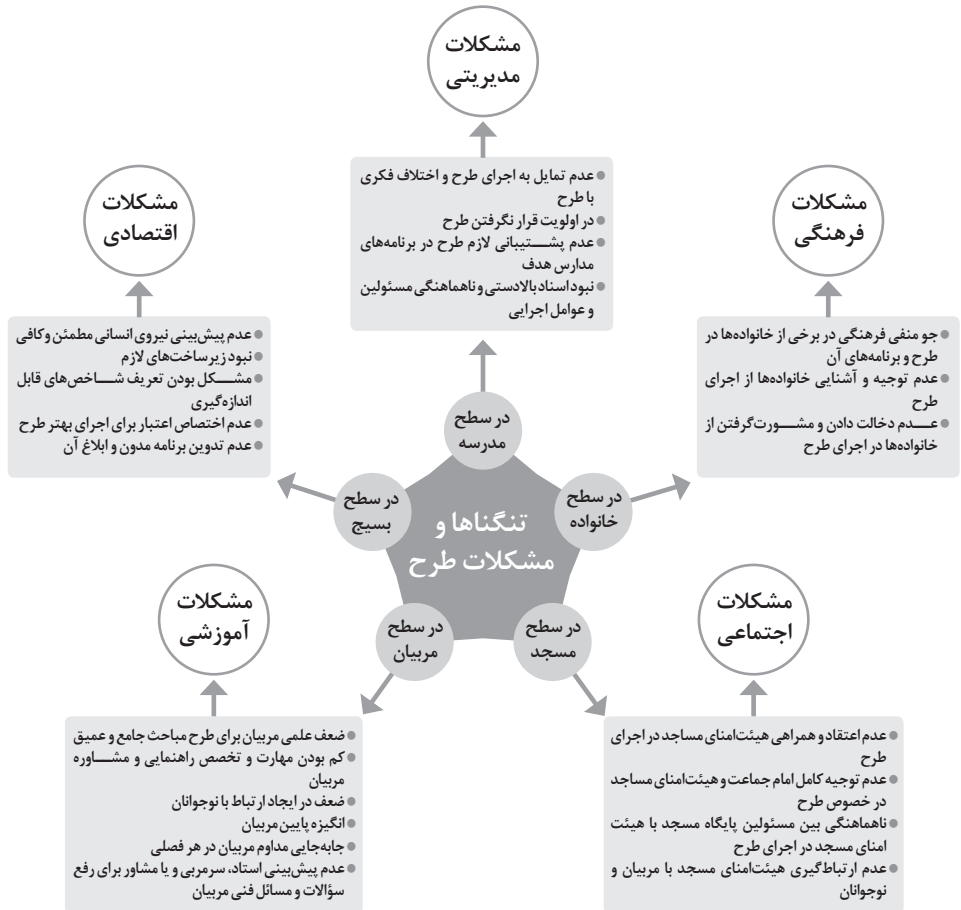 مشکلات
مدیریتی
عدم تمایل به اجرای طرح و اختلاف فکری
با طرح
در اولویت قرار نگرفتن طرح
عدم پشتیبانی لازم طرح در برنامه‌های
مدارس هدف
نبود اسناد بالادستی و ناهماهنگی مسئولین
و عوامل اجرایی
مشکلات
فرهنگی
جو منفی فرهنگی در برخی از خانواده‌ها در
طرح و برنامه‌های آن
عدم توجیه و آشنایی خانواده‌ها از اجرای
طرح
عدم دخالت دادن و مشورت‌گرفتن از
خانواده‌ها در اجرای طرح
مشکلات
اقتصادی
عدم پیش‌بینی نیروی انسانی مطمئن و کافی
نبود زیرساخت‌های لازم
مشکل بودن تعریف شاخص‌های قابل
اندازه‌گیری
عدم اختصاص اعتبار برای اجرای بهتر طرح
عدم تدوین برنامه مدون و ابلاغ آن
در سطح
مدرسه
در سطح
خانواده
در سطح
بسیج
تنگناها و
مشکلات طرح
در سطح
مسجد
در سطح
مربیان
مشکلات
اجتماعی
عدم اعتقاد و همراهی هیئت‌امنای مساجد در اجرای
طرح
عدم توجیه کامل امام جماعت و هیئت‌امنای مساجد
در خصوص طرح
ناهماهنگی بین مسئولین پایگاه مسجد با هیئت
امنای مسجد در اجرای طرح
عدم ارتباط‌گیری هیئت‌امنای مسجد با مربیان و
نوجوانان
مشکلات
آموزشی
ضعف علمی مربیان برای طرح مباحث جامع و عمیق
کم بودن مهارت و تخصص راهنمایی و مشاوره
مربیان
ضعف در ایجاد ارتباط با نوجوانان
انگیزه پایین مربیان
جابه‌جایی مداوم مربیان در هر فصلی
عدم پیش‌بینی استاد، سرمربی و یا مشاور برای رفع
سؤالات و مسائل فنی مربیان